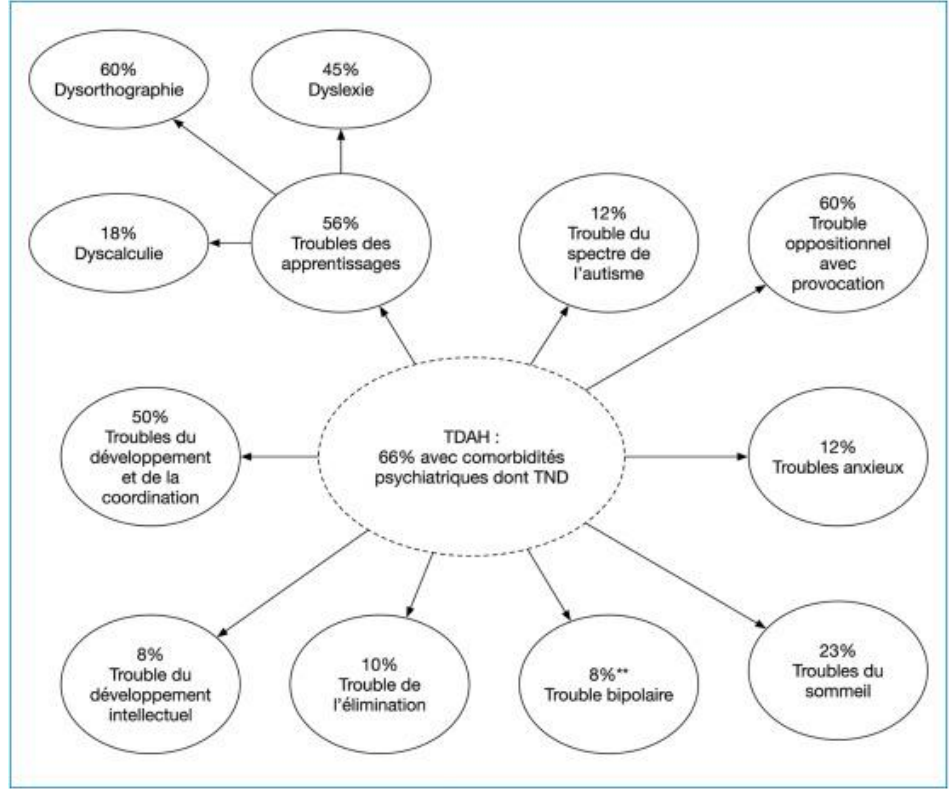 60%
Dysorthographie
45%
Dyslexie
18%
Dyscalculie
56%
Troubles des
apprentissages
12%
Trouble du
spectre de
l'autisme
60%
Trouble
oppositionnel
avec
provocation
50%
Troubles du
développement
et de la
coordination
TDAH :
66% avec comorbidités
psychiatriques dont TND
12%
Troubles anxieux
8%
Trouble du
développement
intellectuel
10%
Trouble de
l'élimination
8%**
Trouble bipolaire
23%
Troubles du
sommeil